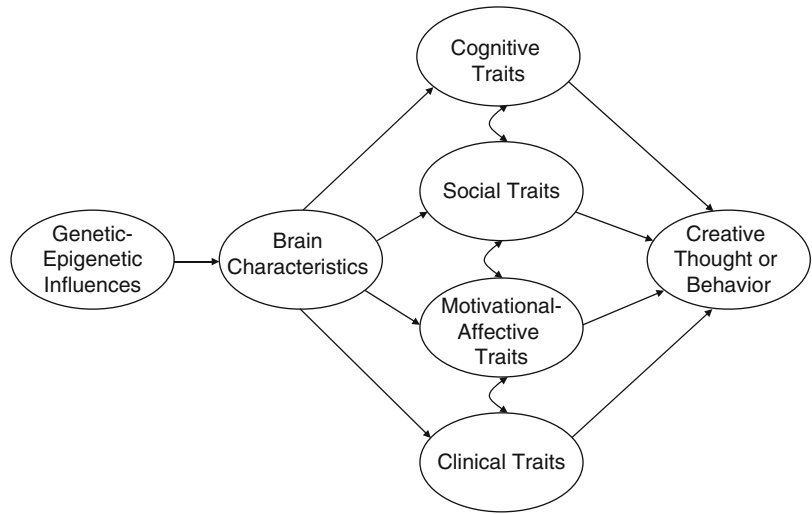 Cognitive
Traits
Social Traits
Genetic-
Epigenetic
Influences
Brain
Characteristics
Creative
Thought or
Behavior
Motivational-
Affective
Traits
Clinical Traits